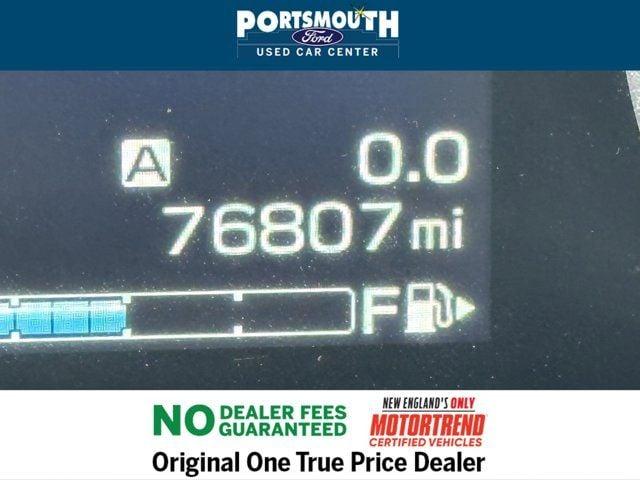 PORTSMOUTH
Ford
USED CAR CENTER
A 0.0
76807 mi
F
NO DEALER FEES GUARANTEED
NEW ENGLAND'S ONLY
MOTORTREND
CERTIFIED VEHICLES
Original One True Price Dealer